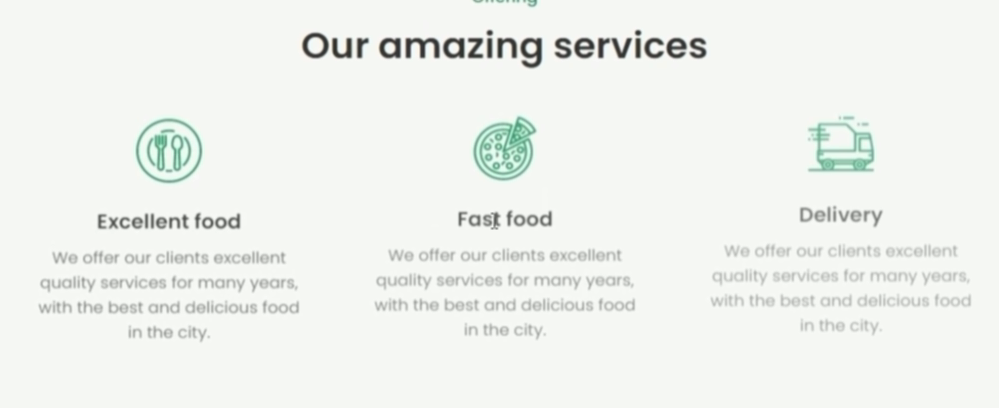 Offering
Our amazing services
Excellent food
We offer our clients excellent
quality services for many years,
with the best and delicious food
in the city.
Fast food
We offer our clients excellent
quality services for many years,
with the best and delicious food
in the city.
Delivery
We offer our clients excellent
quality services for many years,
with the best and delicious food
in the city.